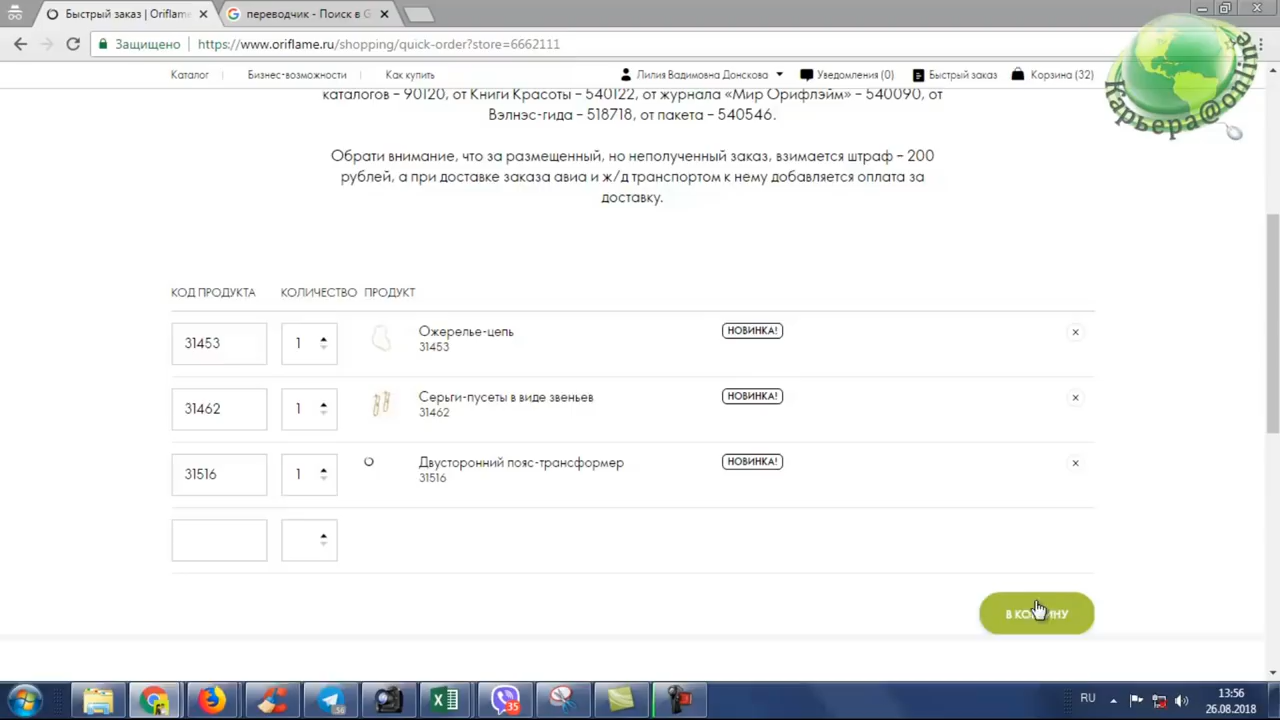 Быстрый заказ | Oriflame
переводчик - Поиск в G
Защищено
https://www.oriflame.ru/shopping/quick-order?store=6662111
Каталог
Бизнес-возможности
Как купить
Лилия Вадимовна Донскова
Уведомления (0)
Быстрый заказ
Корзина (32)
Карьера@online
каталогов – 90120, от Книги Красоты – 540122, от журнала «Мир Орифлэйм» – 540090, от
Вэлнэс-гида – 518718, от пакета – 540546.
Обрати внимание, что за размещенный, но неполученный заказ, взимается штраф – 200
рублей, а при доставке заказа авиа и ж/д транспортом к нему добавляется оплата за
доставку.
КОД ПРОДУКТА КОЛИЧЕСТВО ПРОДУКТ
31453 1 Ожерелье-цепь НОВИНКА!
31453
31462 1 Серьги-пусеты в виде звеньев НОВИНКА!
31462
31516 1 Двусторонний пояс-трансформер НОВИНКА!
31516
В КОРЗИНУ
56
35
RU
13:56
26.08.2018